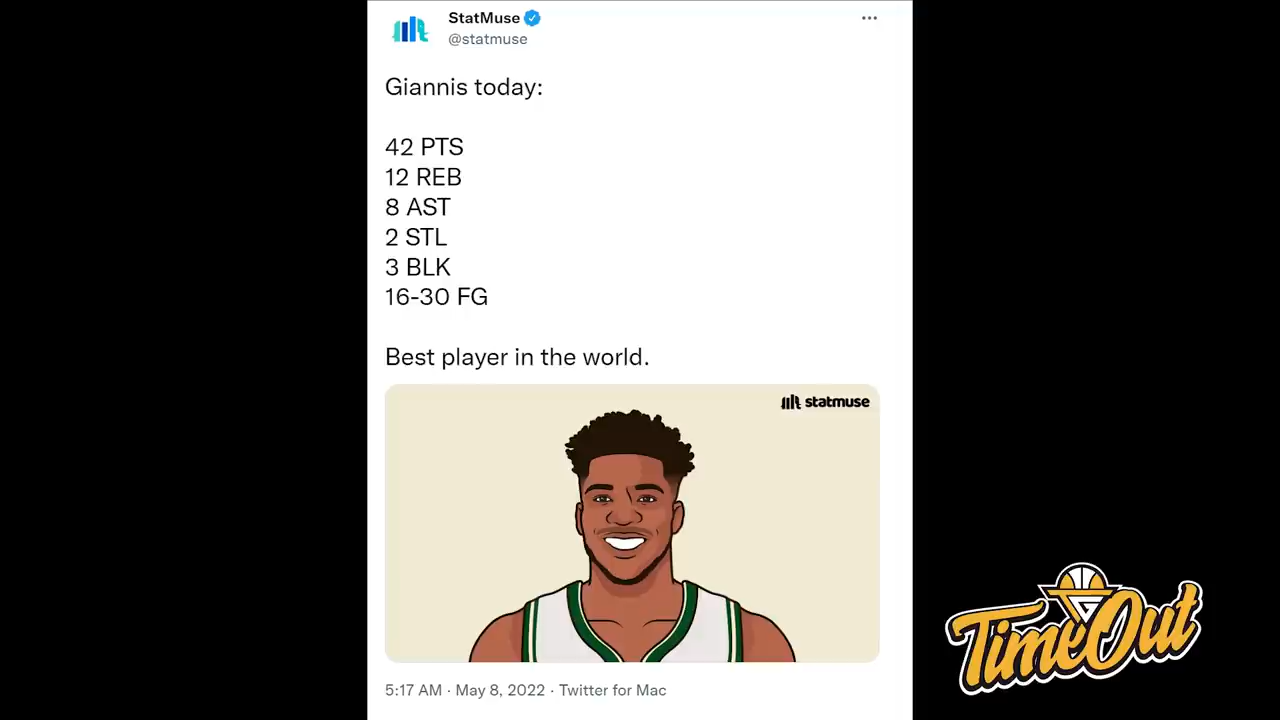 StatMuse
@statmuse
Giannis today:
42 PTS
12 REB
8 AST
2 STL
3 BLK
16-30 FG
Best player in the world.
statmuse
5:17 AM · May 8, 2022 · Twitter for Mac
TimeOut
G